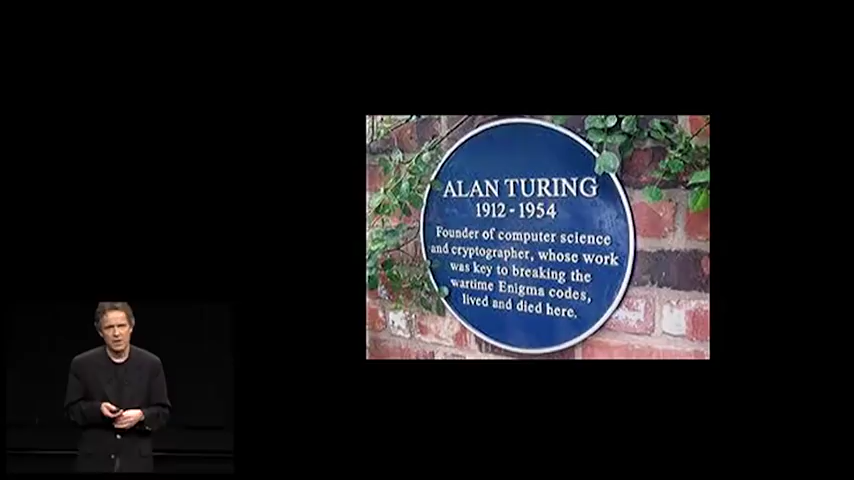 ALAN TURING
1912 - 1954
Founder of computer science
and cryptographer, whose work
was key to breaking the
wartime Enigma codes,
lived and died here.